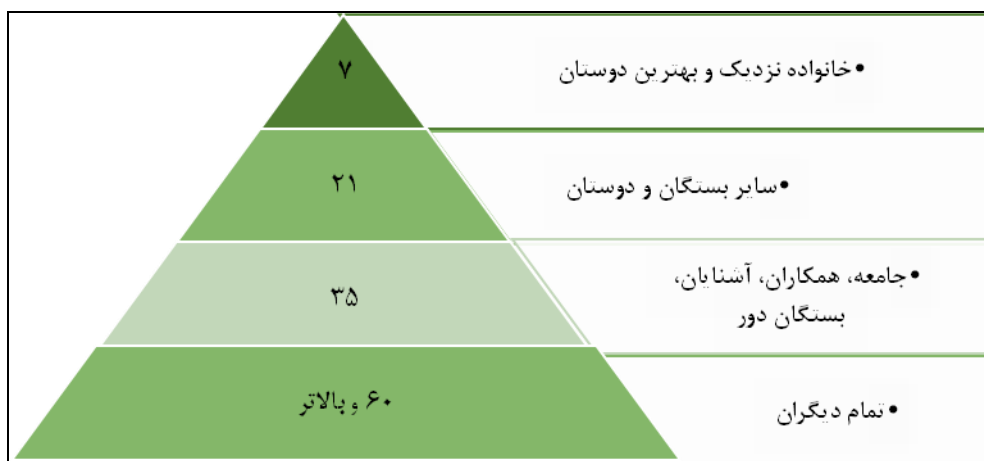 ۷
• خانواده نزدیک و بهترین دوستان
۲۱
• سایر بستگان و دوستان
۳۵
• جامعه، همکاران، آشنایان،
بستگان دور
۶۰ و بالاتر
• تمام دیگران